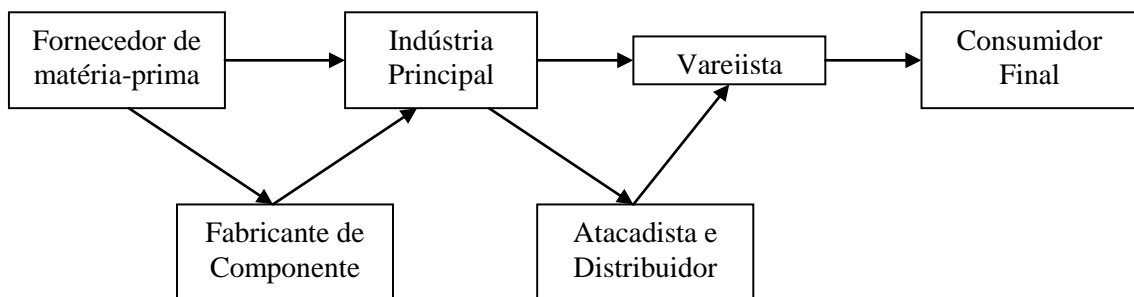 Fornecedor de
matéria-prima
Indústria
Principal
Vareiista
Consumidor
Final
Fabricante de
Componente
Atacadista e
Distribuidor